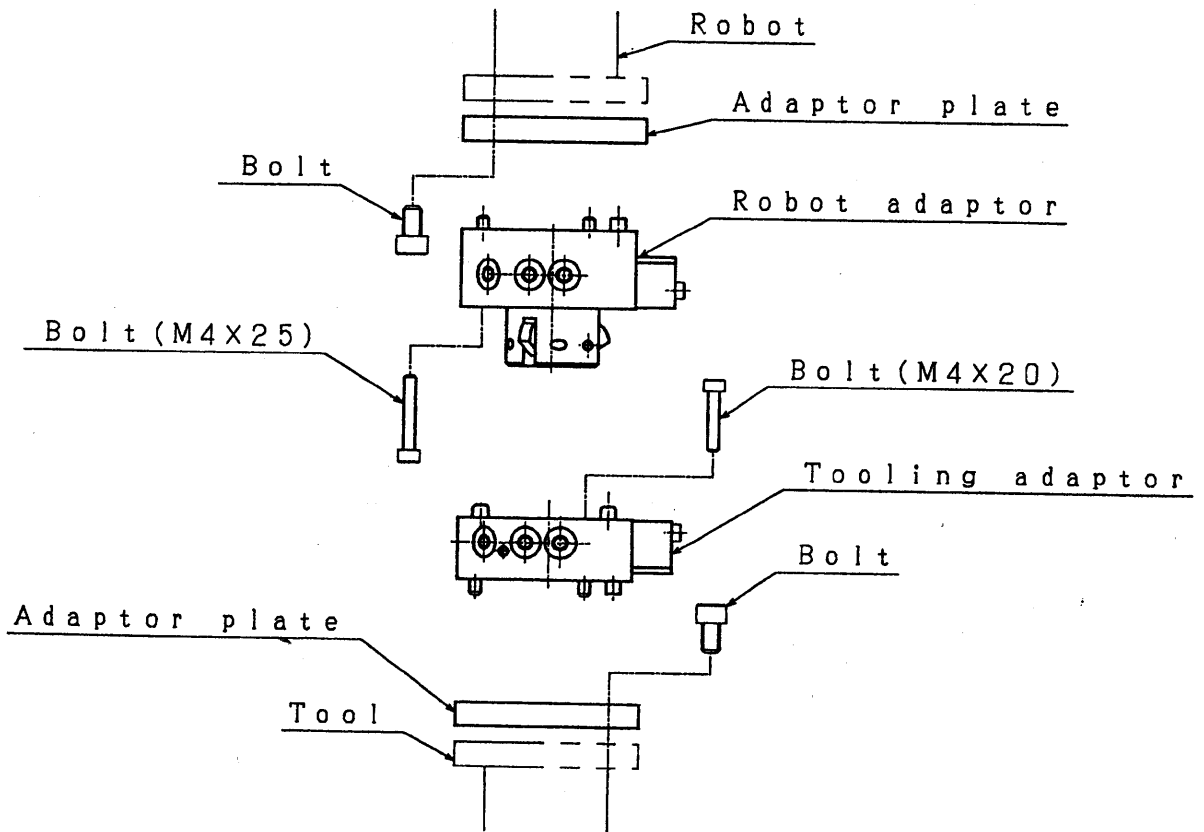 Robot
Adaptor plate
Bolt
Robot adaptor
Bolt(M4X25)
Bolt(M4X20)
Tooling adaptor
Bolt
Adaptor plate
Tool